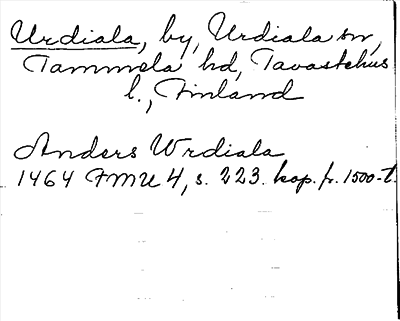 Urdiala, by, Urdiala sn,
Tammela hd, Tavastehus
l., Finland
Anders Wrdiala
1464 FMU 4, s. 223. kop. fr. 1500-t.